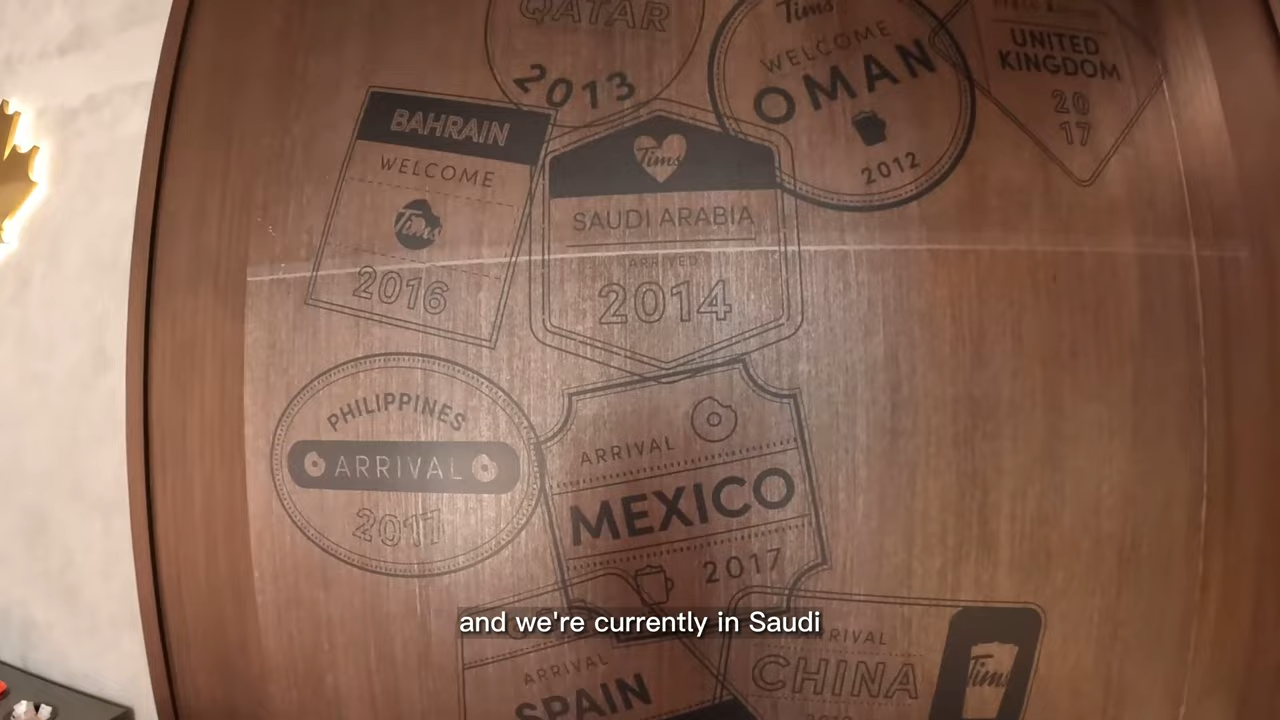 QATAR
2013
Tims
WELCOME
OMAN
2012
UNITED
KINGDOM
20
17
BAHRAIN
WELCOME
Tims
2016
Tims
SAUDI ARABIA
ARRIVED
2014
PHILIPPINES
ARRIVAL
2017
ARRIVAL
MEXICO
2017
and we're currently in Saudi
ARRIVAL
SPAIN
RIVAL
CHINA
Tims